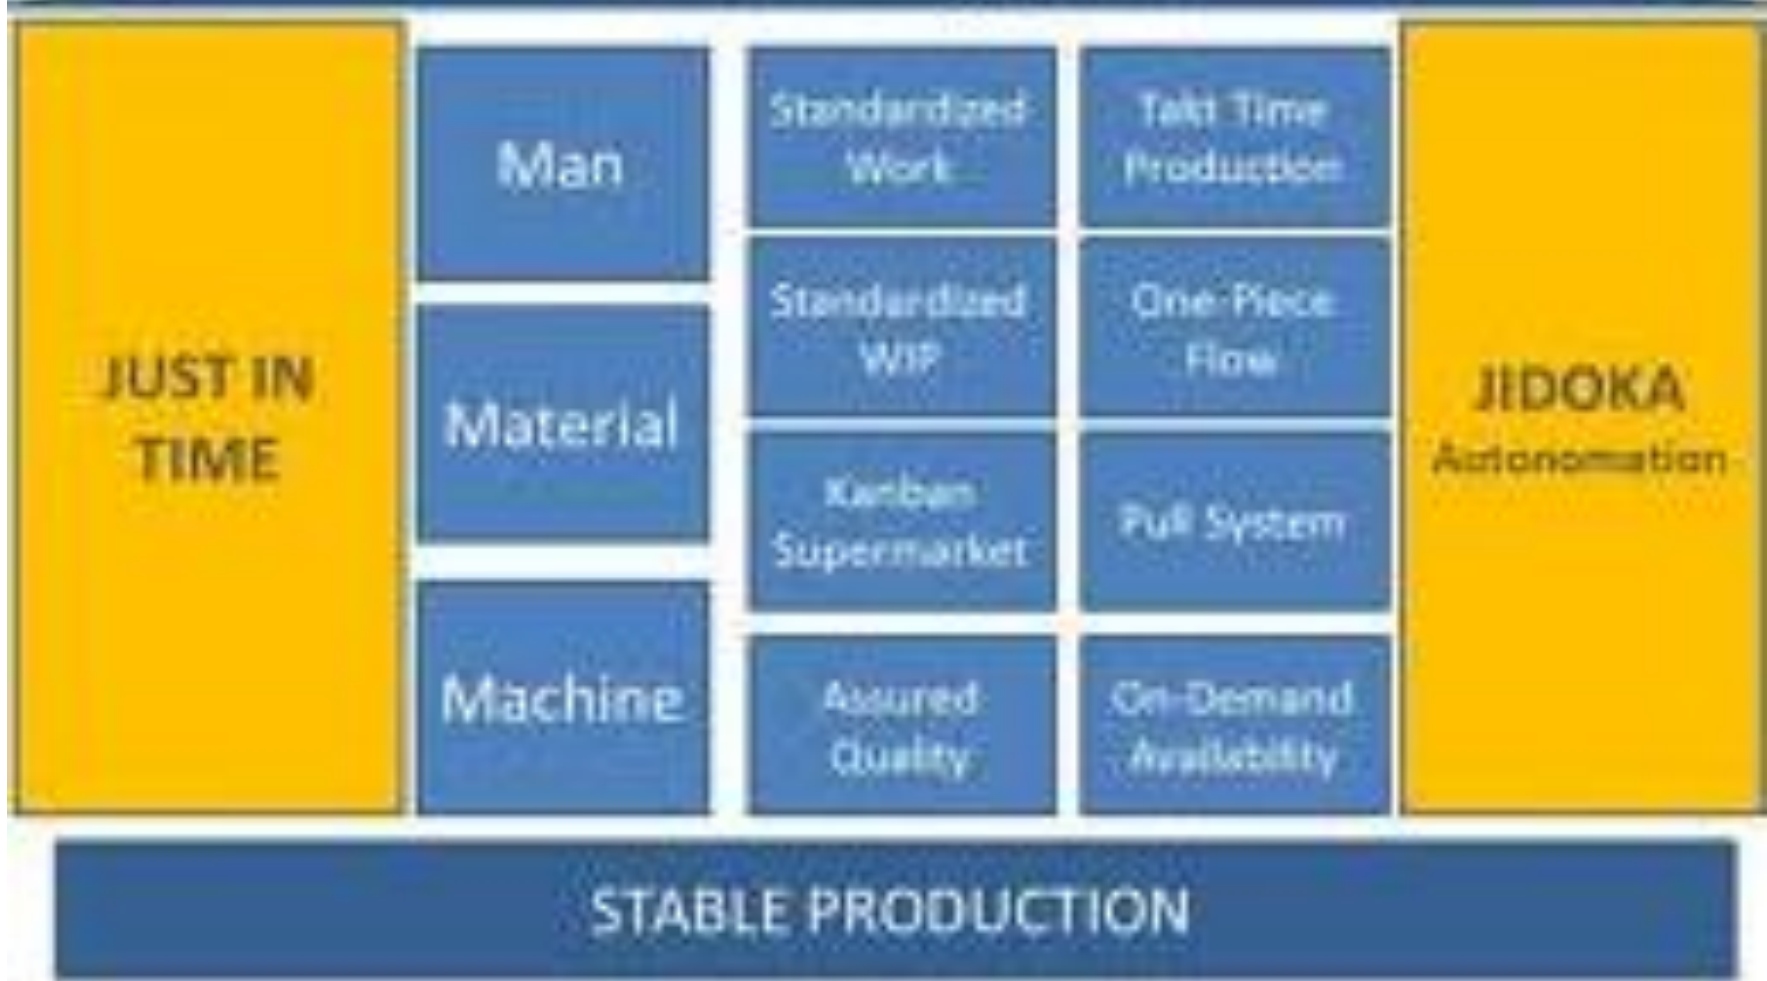 JUST IN
TIME
Man
Material
Machine
Standardized
Work
Standardized
WIP
Kanban
Supermarket
Assured
Quality
Takt Time
Production
One-Piece
Flow
Pull System
On-Demand
Availability
JIDOKA
Autonomation
STABLE PRODUCTION